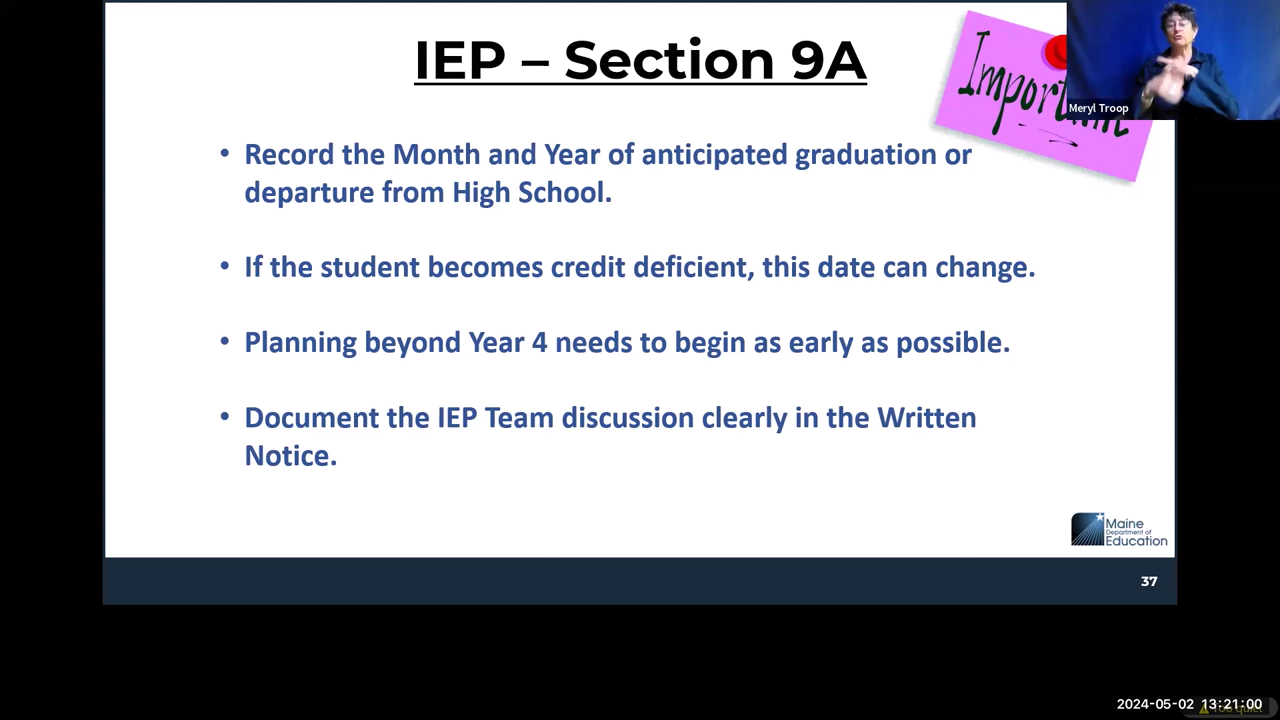 IEP – Section 9A
Meryl Troop
• Record the Month and Year of anticipated graduation or
departure from High School.
• If the student becomes credit deficient, this date can change.
• Planning beyond Year 4 needs to begin as early as possible.
• Document the IEP Team discussion clearly in the Written
Notice.
Maine
Department of
Education
37
2024-05-02 13:21:00